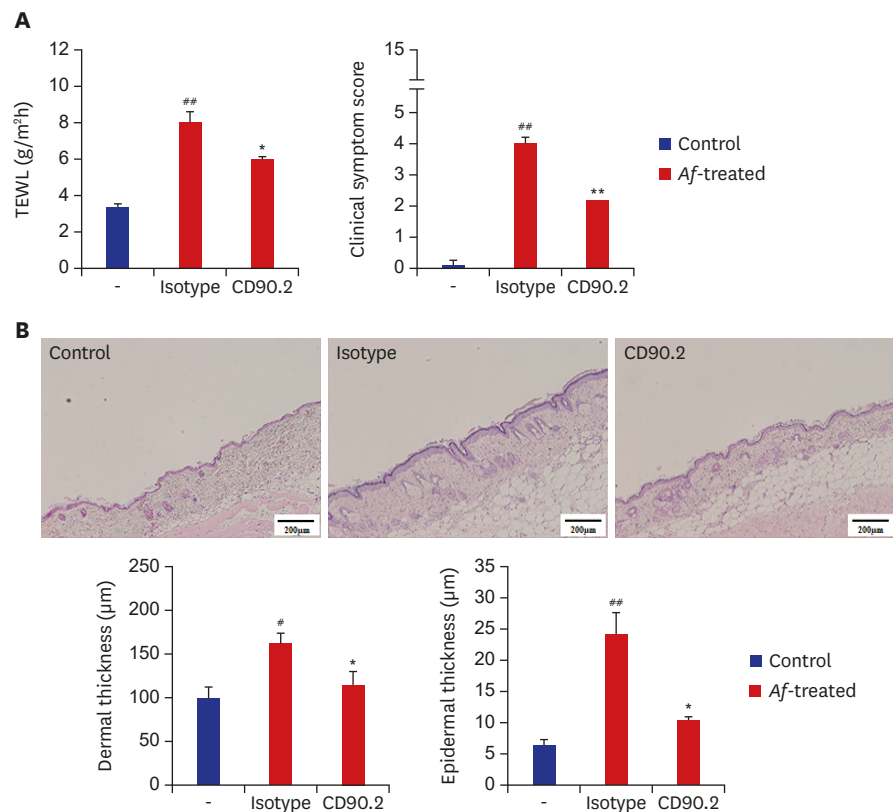 A
TEWL (g/m²h)
12
10
8
6
4
2
0
##
*
-
Isotype
CD90.2
Clinical symptom score
15
5
4
3
2
1
0
##
**
-
Isotype
CD90.2
Control
Af-treated
B
Control
200μm
Isotype
200μm
CD90.2
200μm
Dermal thickness (μm)
250
200
150
100
50
0
#
*
-
Isotype
CD90.2
Epidermal thickness (μm)
35
30
25
20
15
10
5
0
##
*
-
Isotype
CD90.2
Control
Af-treated